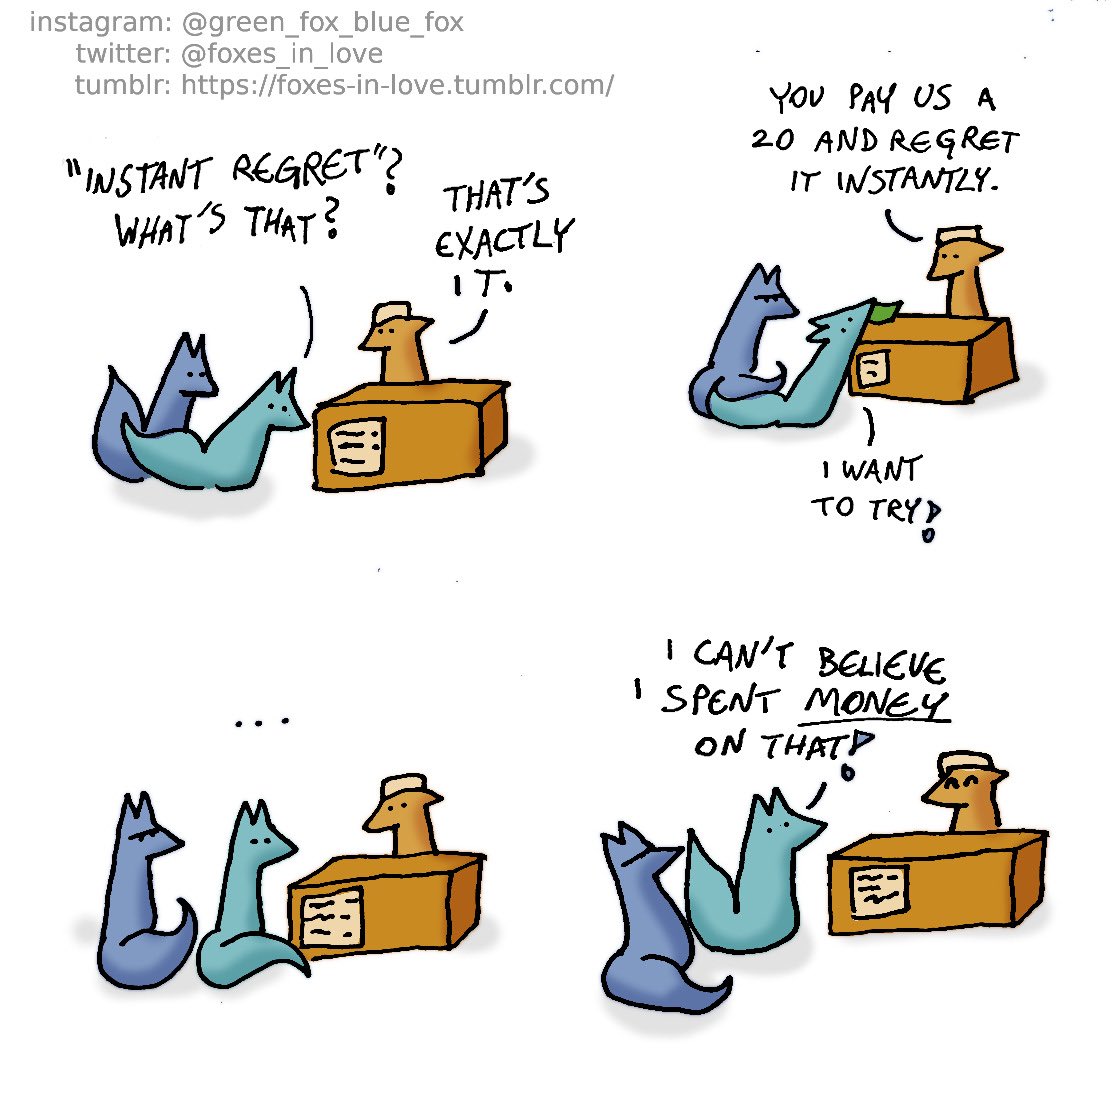 instagram: @green_fox_blue_fox
twitter: @foxes_in_love
tumblr: https://foxes-in-love.tumblr.com/
"INSTANT REGRET"?
WHAT'S THAT?
THAT'S
EXACTLY
IT.
YOU PAY US A
20 AND REGRET
IT INSTANTLY.
I WANT
TO TRY!
...
I CAN'T BELIEVE
I SPENT MONEY
ON THAT!